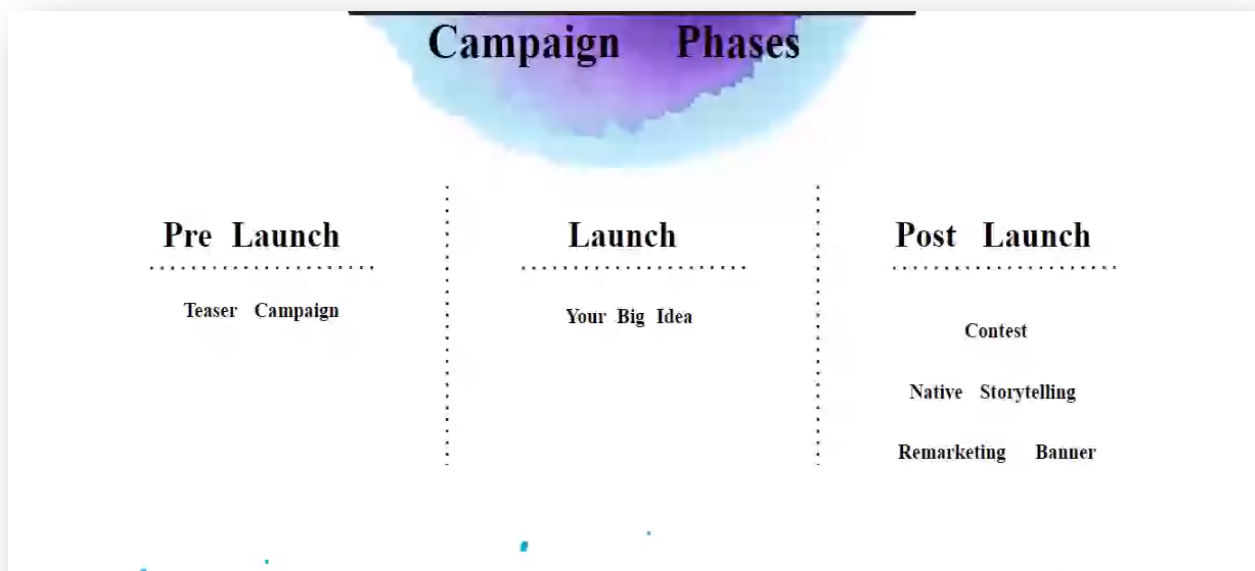 Campaign Phases
Pre Launch
Teaser Campaign
Launch
Your Big Idea
Post Launch
Contest
Native Storytelling
Remarketing Banner